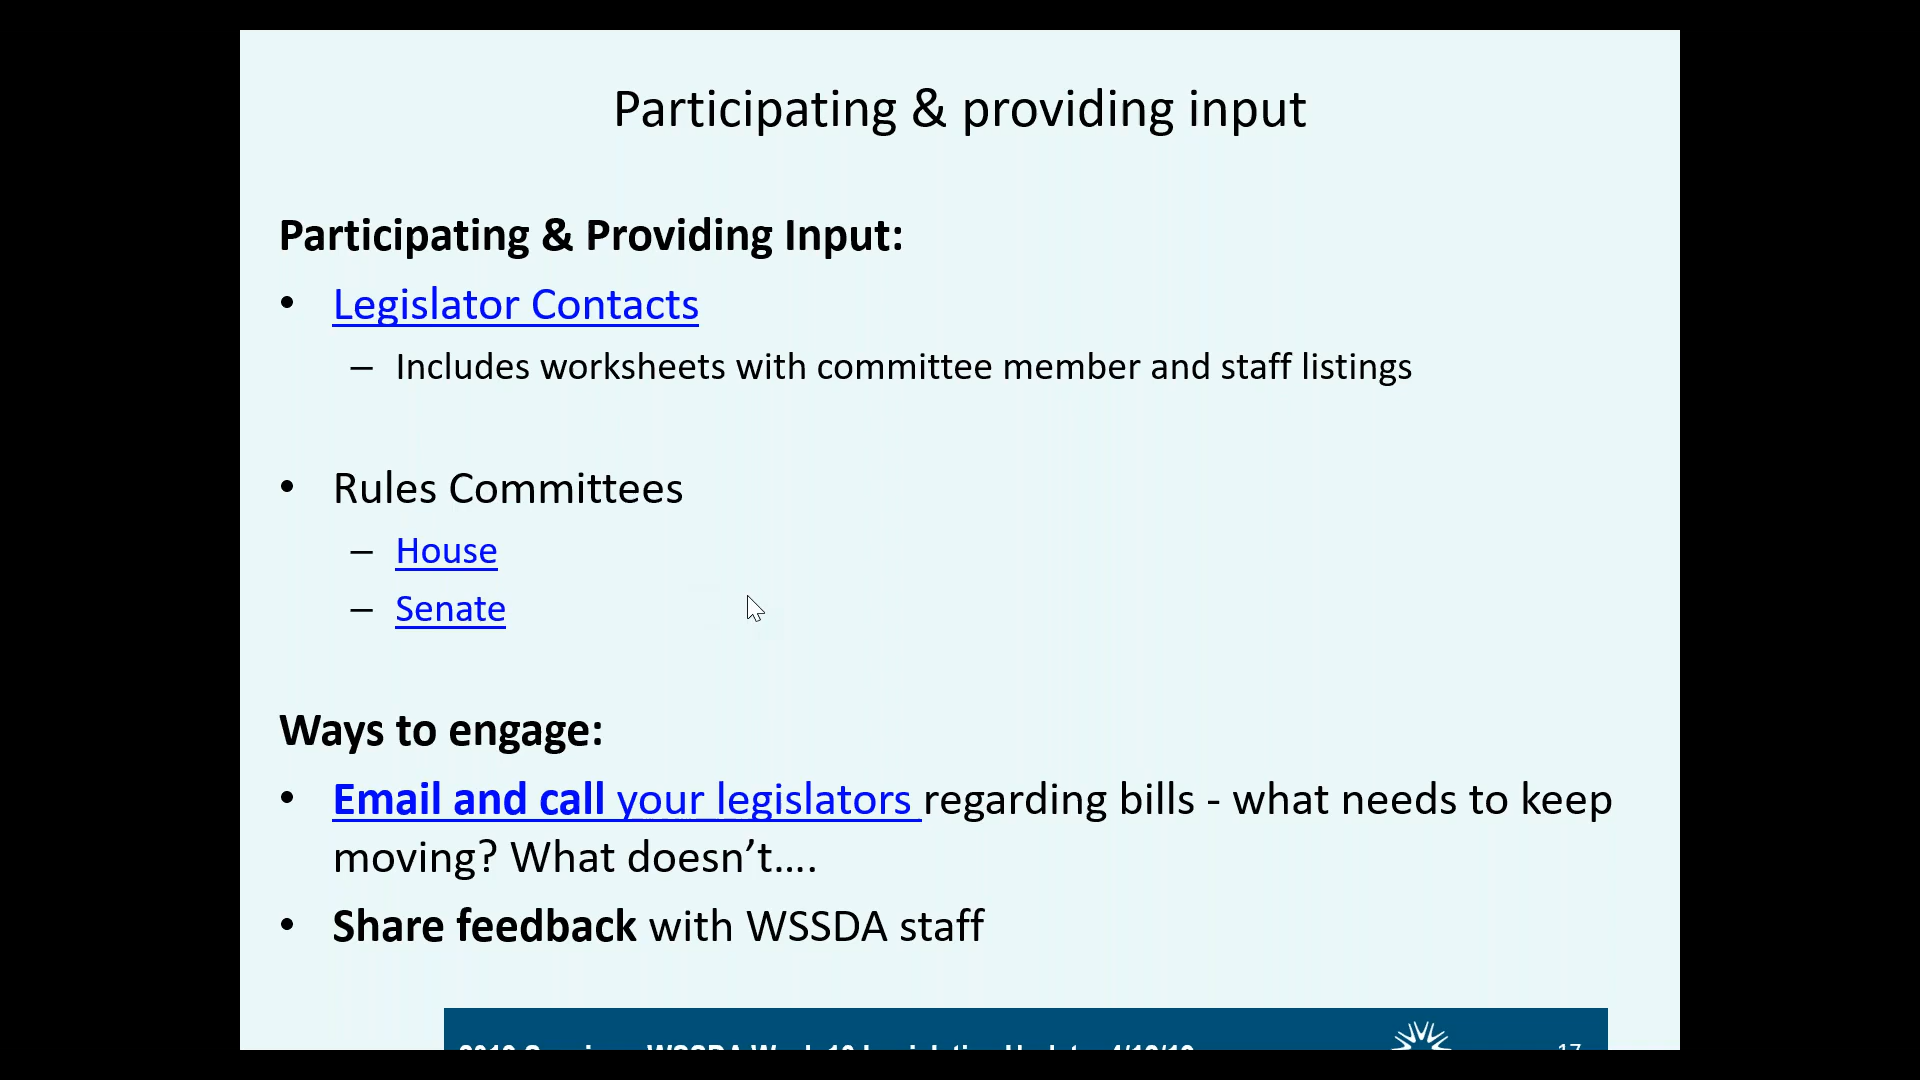 Participating & providing input
Participating & Providing Input:
• Legislator Contacts
– Includes worksheets with committee member and staff listings
• Rules Committees
– House
– Senate
Ways to engage:
• Email and call your legislators regarding bills - what needs to keep
moving? What doesn’t….
• Share feedback with WSSDA staff
17